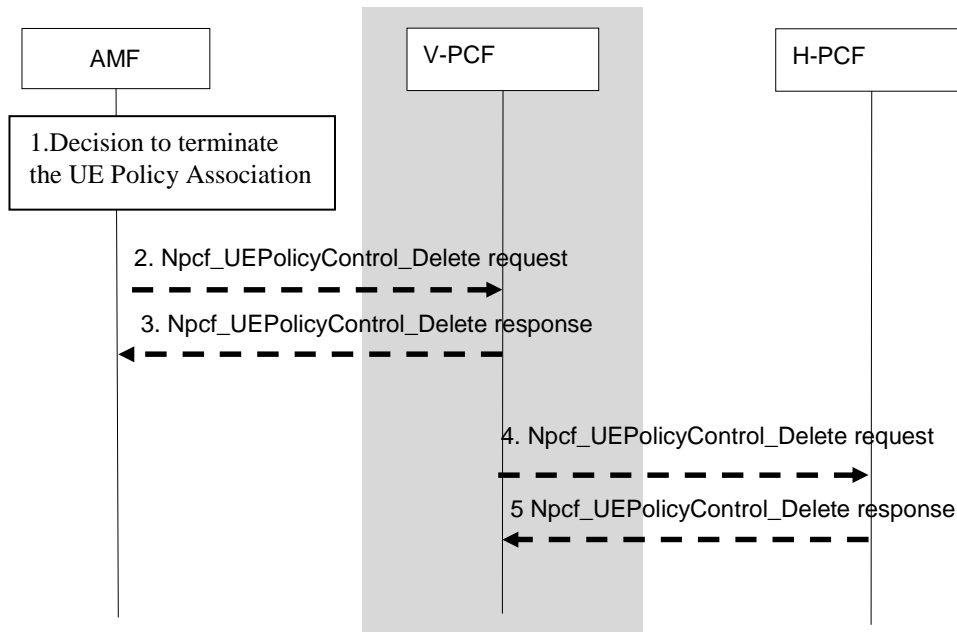 AMF
V-PCF
H-PCF
1.Decision to terminate
the UE Policy Association
2. Npcf_UEPolicyControl_Delete request
3. Npcf_UEPolicyControl_Delete response
4. Npcf_UEPolicyControl_Delete request
5 Npcf_UEPolicyControl_Delete response